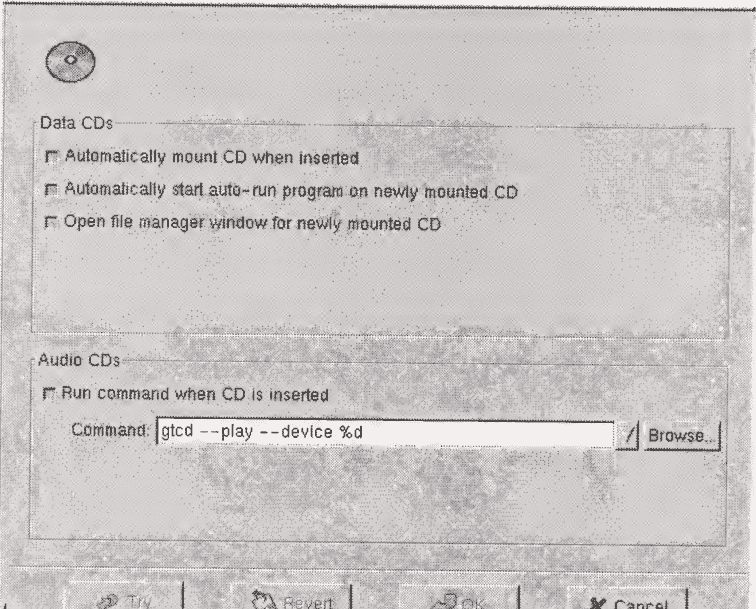 Data CDs
Automatically mount CD when inserted
Automatically start auto-run program on newly mounted CD
Open file manager window for newly mounted CD
Audio CDs
Run command when CD is inserted
Command: gtcd --play --device %d / Browse...
Try Revert OK Cancel